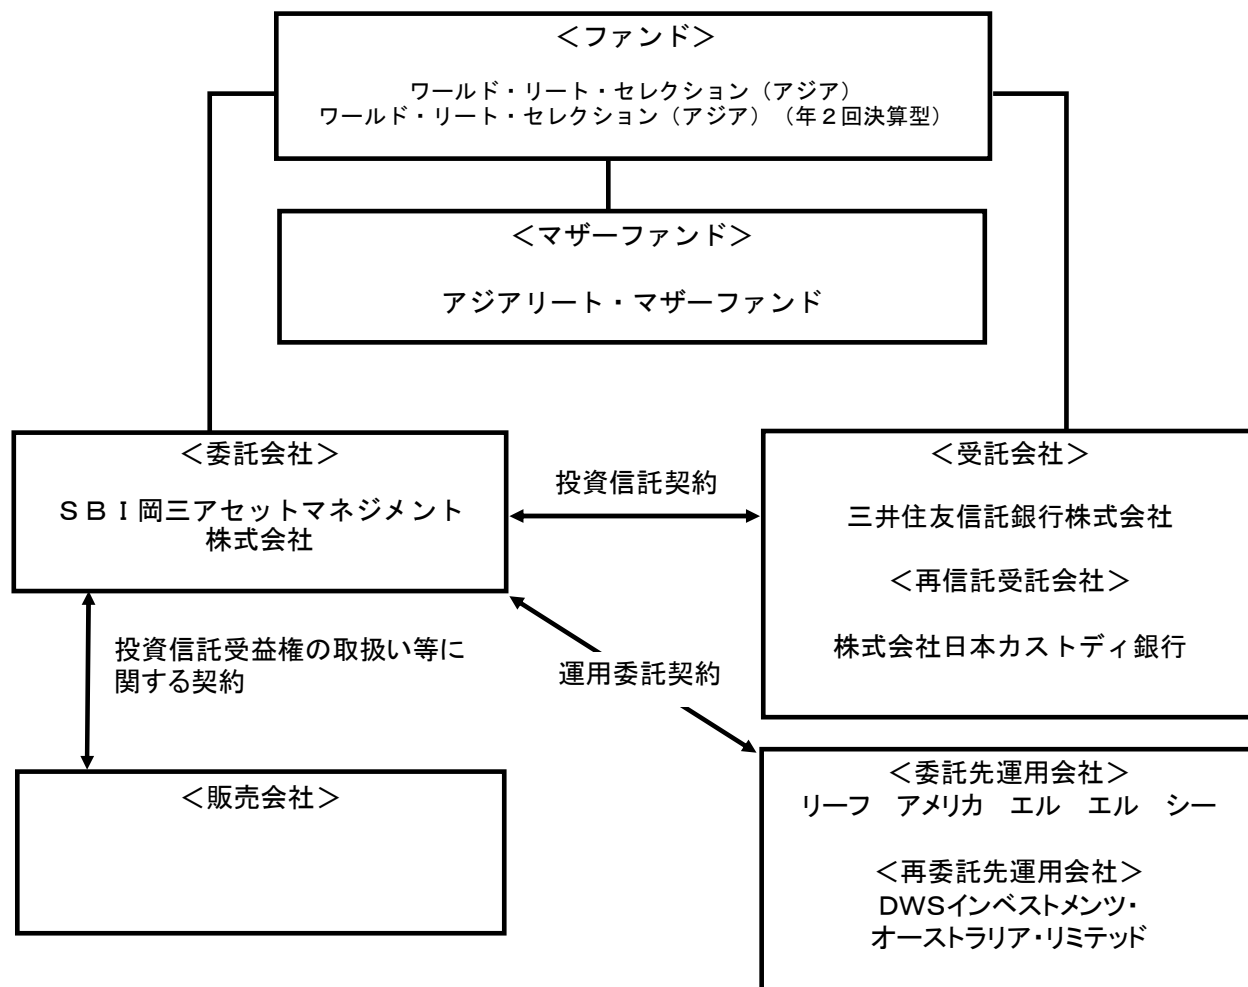 ＜ファンド＞
ワールド・リート・セレクション（アジア）
ワールド・リート・セレクション（アジア）（年２回決算型）
＜マザーファンド＞
アジアリート・マザーファンド
＜委託会社＞
ＳＢＩ岡三アセットマネジメント
株式会社
投資信託契約
＜受託会社＞
三井住友信託銀行株式会社
＜再信託受託会社＞
株式会社日本カストディ銀行
投資信託受益権の取扱い等に
関する契約
運用委託契約
＜販売会社＞
＜委託先運用会社＞
リーフ　アメリカ　エル　エル　シー
＜再委託先運用会社＞
DWSインベストメンツ・
オーストラリア・リミテッド